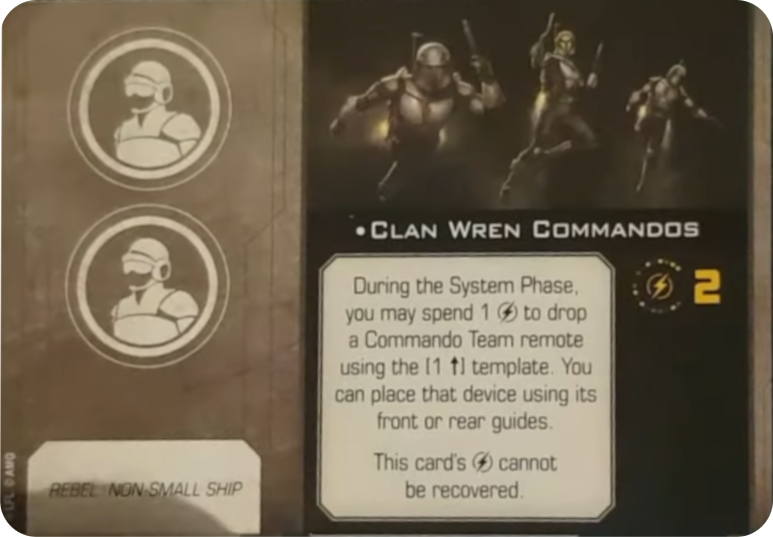 • CLAN WREN COMMANDOS
2
During the System Phase,
you may spend 1 to drop
a Commando Team remote
using the [1 ↑] template. You
can place that device using its
front or rear guides.
This card's cannot
be recovered.
REBEL NON-SMALL SHIP
LFL © AMG